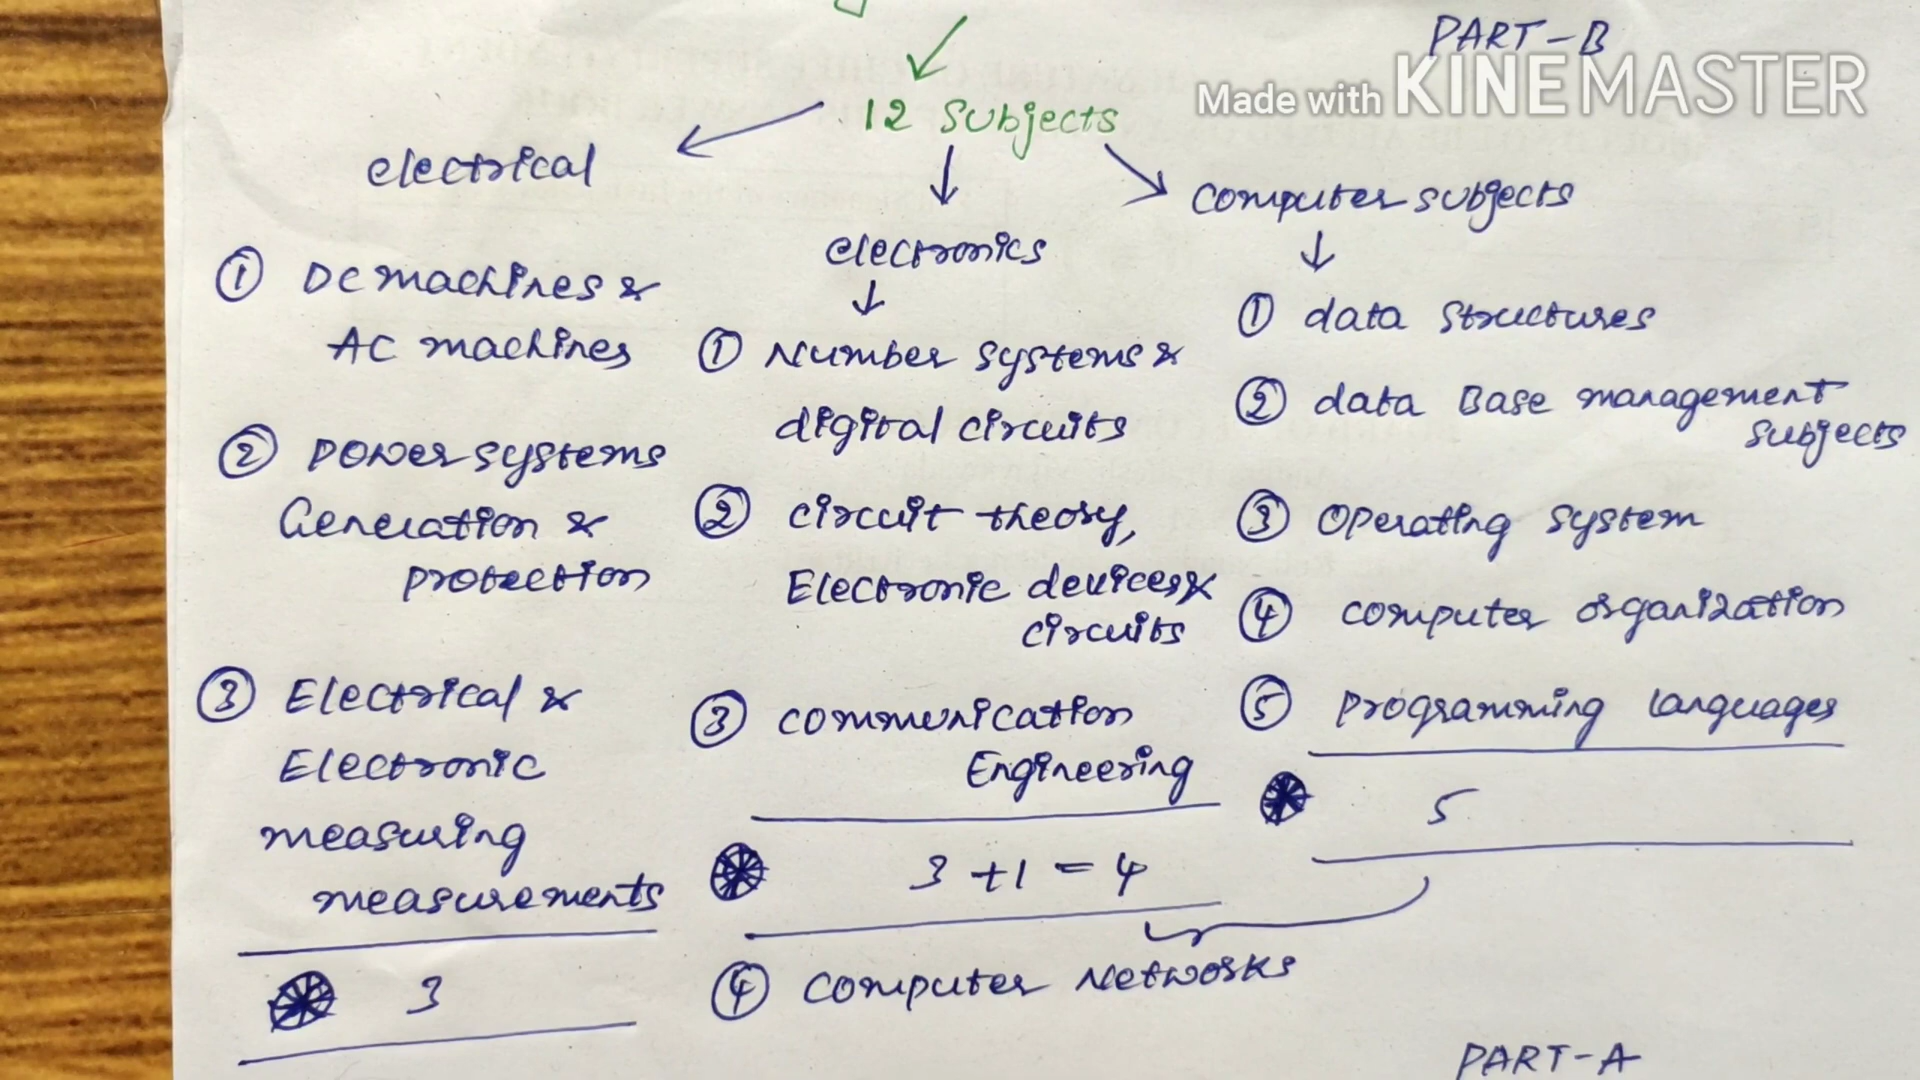 PART-B
Made with KINEMASTER
12 Subjects
electrical
① DC machines &
AC machines
② power systems
Generation &
protection
③ Electrical &
Electronic
measuring
measurements
3
electronics
① Number systems &
digital circuits
② circuit theory,
Electronic devices &
circuits
③ communication
Engineering
3 + 1 = 4
④ computer Networks
computer subjects
① data structures
② data Base management
subjects
③ operating system
④ computer organization
⑤ programming languages
5
PART-A